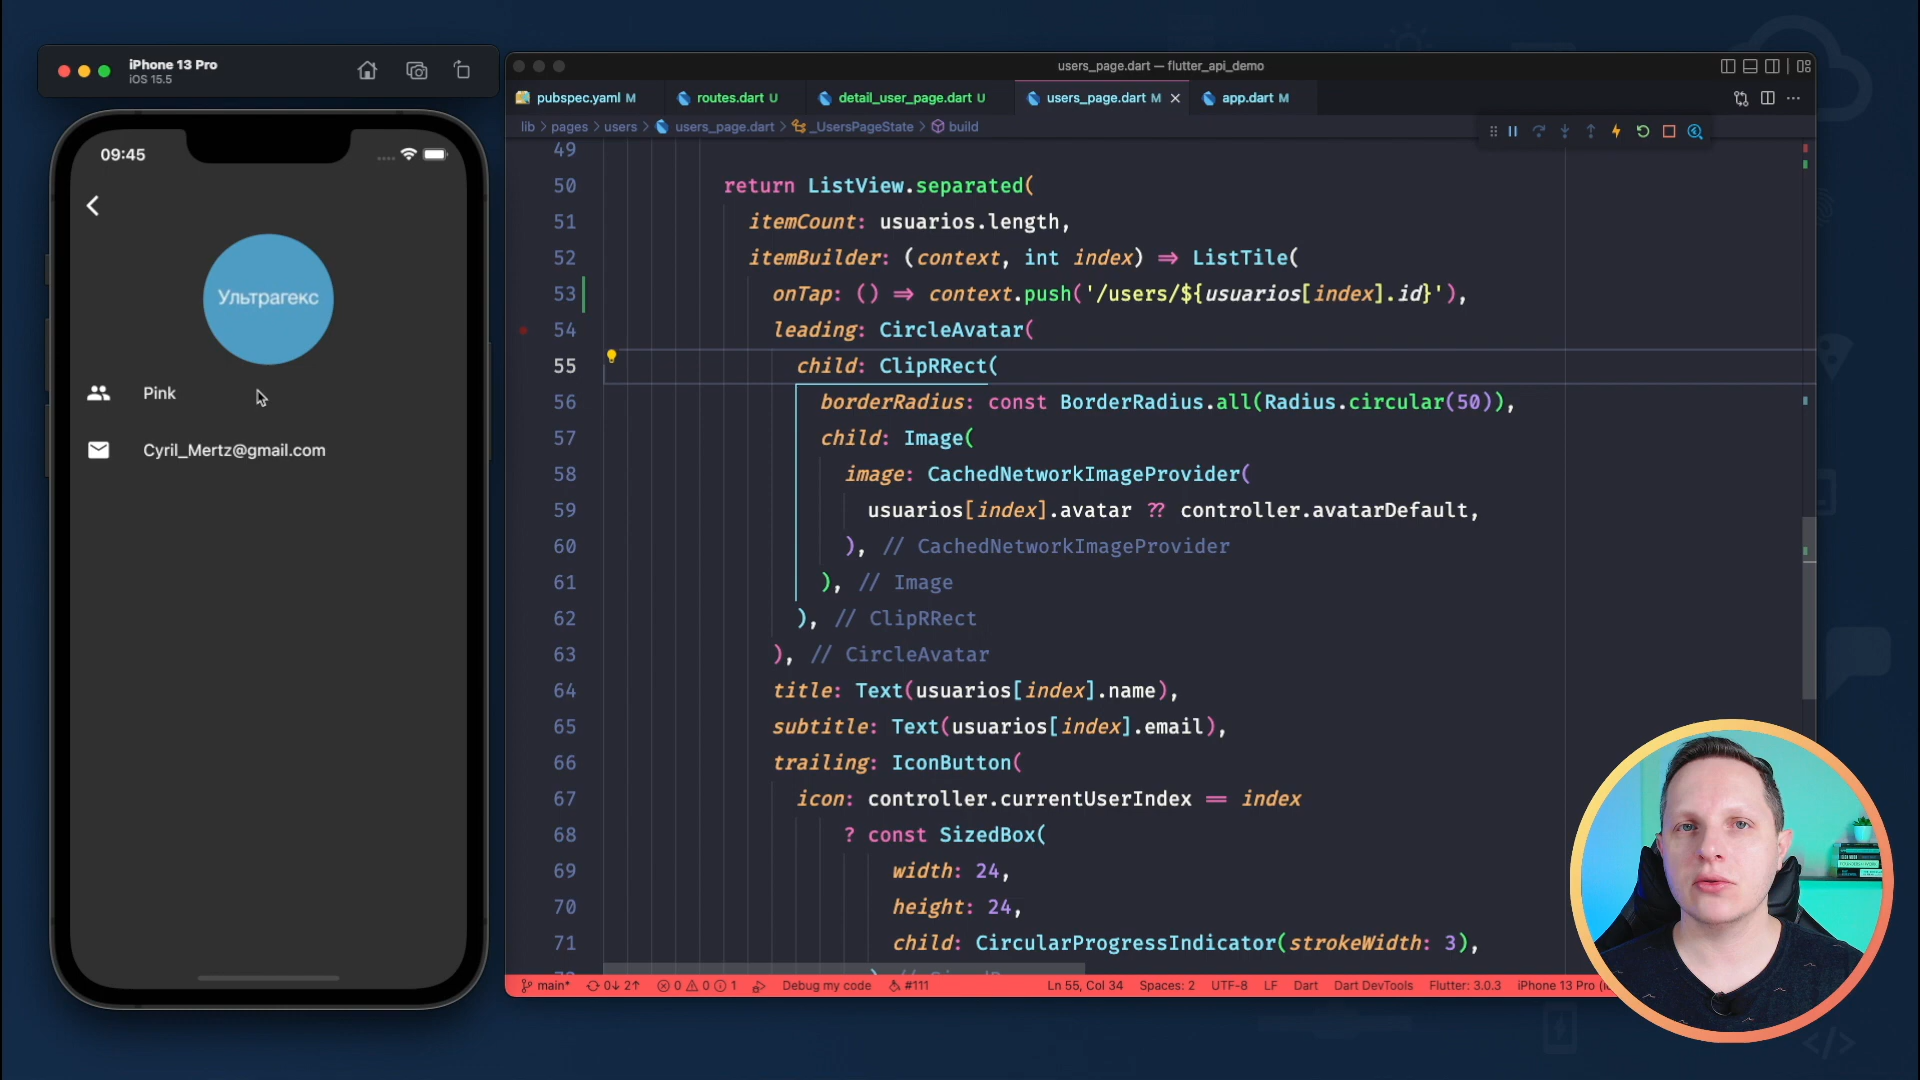 iPhone 13 Pro
iOS 15.5
09:45
Ультрагекс
Pink
Cyril_Mertz@gmail.com
users_page.dart — flutter_api_demo
pubspec.yaml M
routes.dart U
detail_user_page.dart U
users_page.dart M
app.dart M
lib > pages > users > users_page.dart > _UsersPageState > build
49
50 return ListView.separated(
51 itemCount: usuarios.length,
52 itemBuilder: (context, int index) => ListTile(
53 onTap: () => context.push('/users/${usuarios[index].id}'),
54 leading: CircleAvatar(
55 child: ClipRRect(
56 borderRadius: const BorderRadius.all(Radius.circular(50)),
57 child: Image(
58 image: CachedNetworkImageProvider(
59 usuarios[index].avatar ?? controller.avatarDefault,
60 ), // CachedNetworkImageProvider
61 ), // Image
62 ), // ClipRRect
63 ), // CircleAvatar
64 title: Text(usuarios[index].name),
65 subtitle: Text(usuarios[index].email),
66 trailing: IconButton(
67 icon: controller.currentUserIndex == index
68 ? const SizedBox(
69 width: 24,
70 height: 24,
71 child: CircularProgressIndicator(strokeWidth: 3),
main* 0↓ 2↑ 0 0 1 Debug my code #111 Ln 55, Col 34 Spaces: 2 UTF-8 LF Dart Dart DevTools Flutter: 3.0.3 iPhone 13 Pro